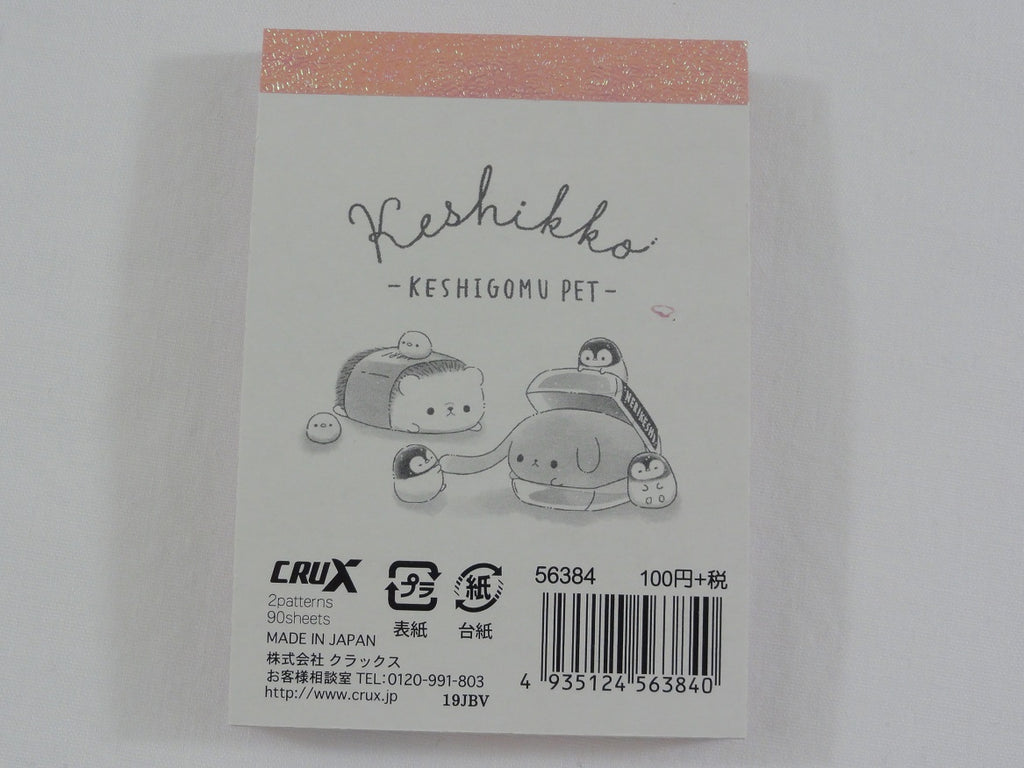 Keshikko
-KESHIGOMU PET-
NERIKESHI
CRUX
2patterns
90sheets
MADE IN JAPAN
株式会社 クラックス
お客様相談室 TEL:0120-991-803
http://www.crux.jp
19JBV
プラ
表紙
紙
台紙
56384
100円+税
4 935124 563840